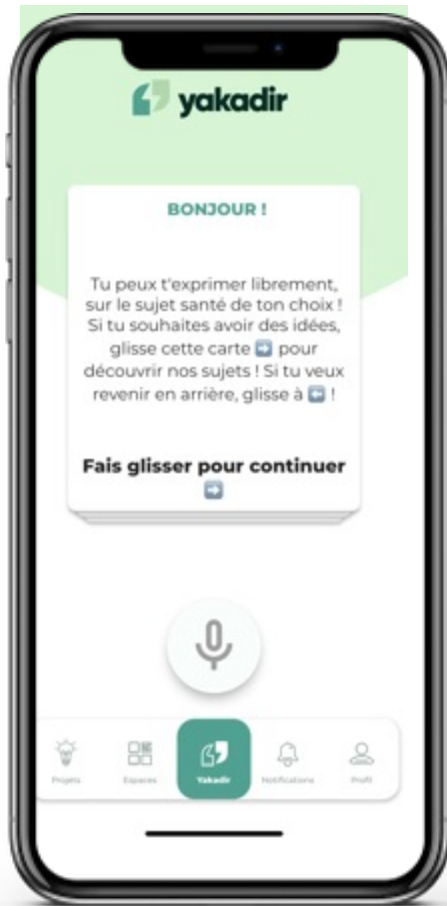 yakadir
BONJOUR !
Tu peux t'exprimer librement,
sur le sujet santé de ton choix !
Si tu souhaites avoir des idées,
glisse cette carte ➡️ pour
découvrir nos sujets ! Si tu veux
revenir en arrière, glisse à ⬅️ !
Fais glisser pour continuer
➡️
Projets Espaces Yakadir Notifications Profil